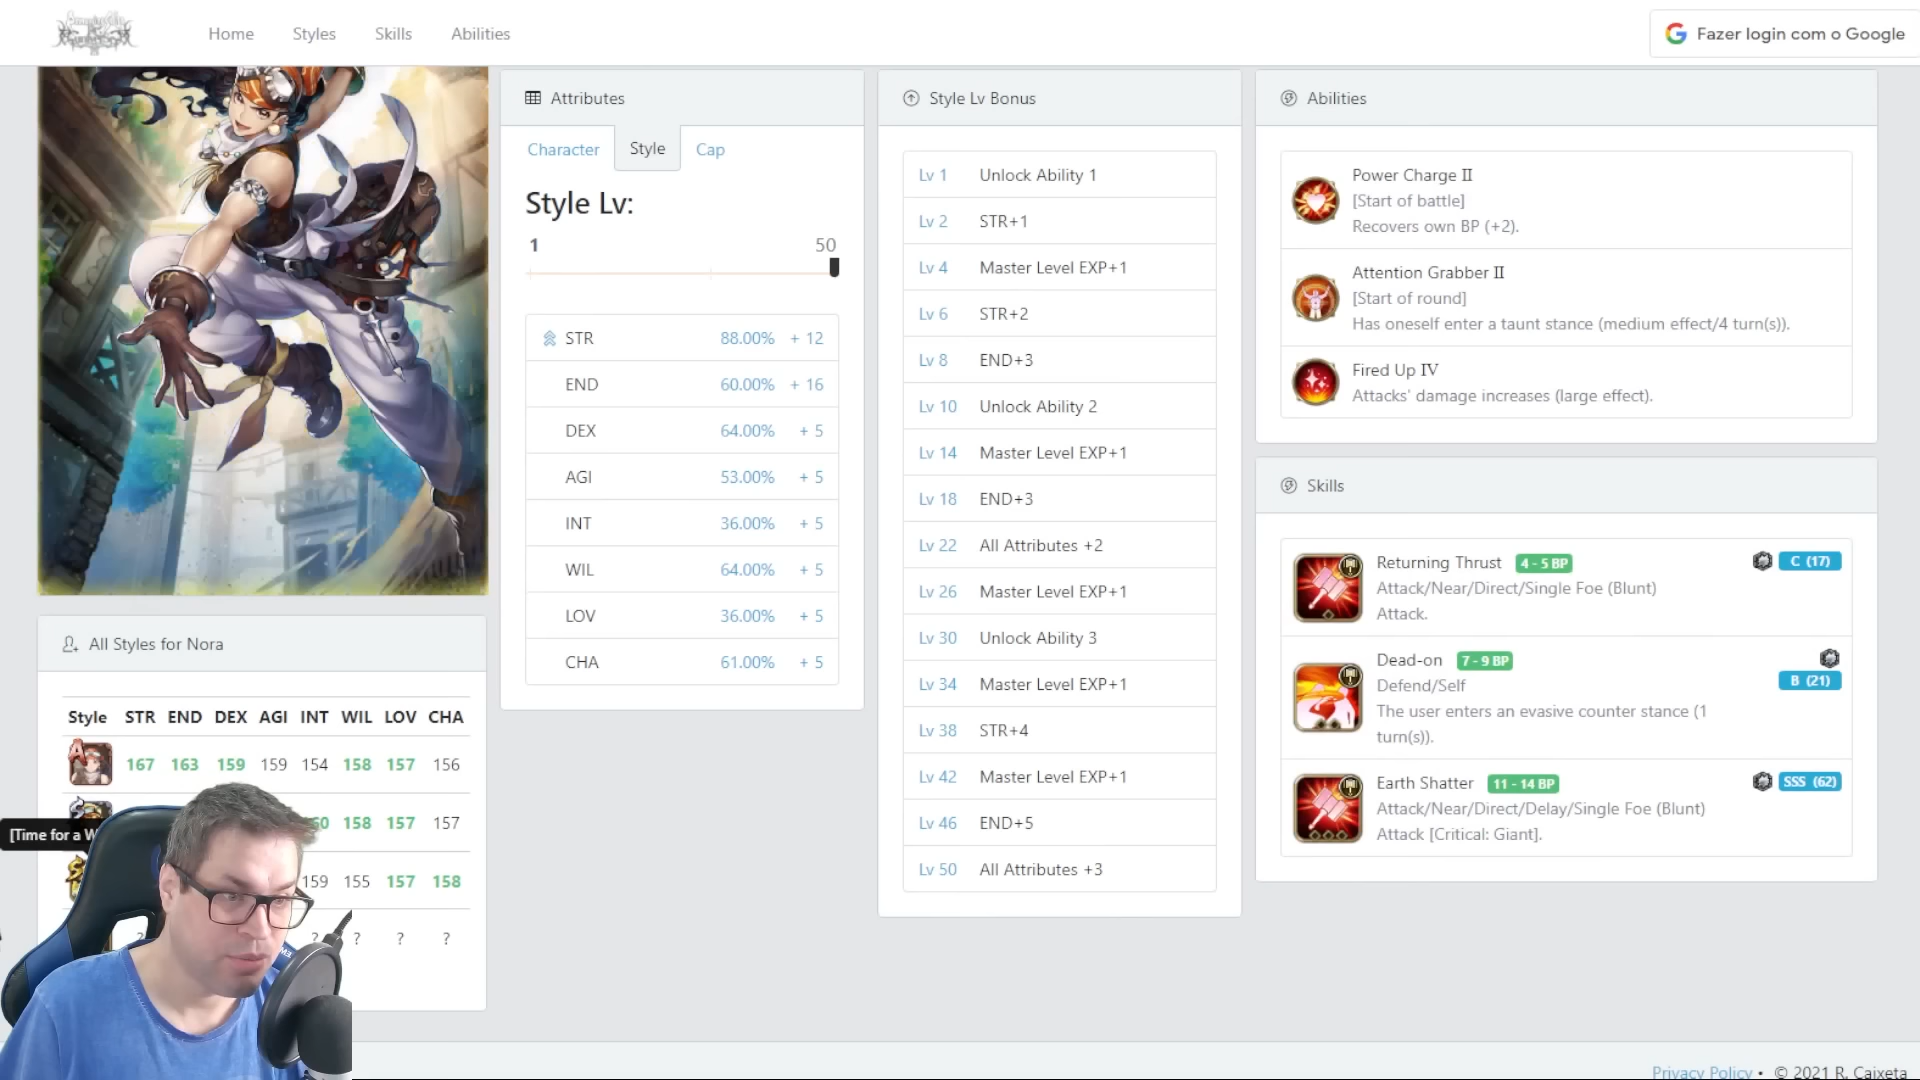 Home
Styles
Skills
Abilities
Fazer login com o Google
Attributes
Character
Style
Cap
Style Lv:
1
50
STR 88.00% + 12
END 60.00% + 16
DEX 64.00% + 5
AGI 53.00% + 5
INT 36.00% + 5
WIL 64.00% + 5
LOV 36.00% + 5
CHA 61.00% + 5
Style Lv Bonus
Lv 1 Unlock Ability 1
Lv 2 STR+1
Lv 4 Master Level EXP+1
Lv 6 STR+2
Lv 8 END+3
Lv 10 Unlock Ability 2
Lv 14 Master Level EXP+1
Lv 18 END+3
Lv 22 All Attributes +2
Lv 26 Master Level EXP+1
Lv 30 Unlock Ability 3
Lv 34 Master Level EXP+1
Lv 38 STR+4
Lv 42 Master Level EXP+1
Lv 46 END+5
Lv 50 All Attributes +3
Abilities
Power Charge II
[Start of battle]
Recovers own BP (+2).
Attention Grabber II
[Start of round]
Has oneself enter a taunt stance (medium effect/4 turn(s)).
Fired Up IV
Attacks' damage increases (large effect).
Skills
Returning Thrust 4 - 5 BP C (17)
Attack/Near/Direct/Single Foe (Blunt)
Attack.
Dead-on 7 - 9 BP
B (21)
Defend/Self
The user enters an evasive counter stance (1
turn(s)).
Earth Shatter 11 - 14 BP SSS (62)
Attack/Near/Direct/Delay/Single Foe (Blunt)
Attack [Critical: Giant].
All Styles for Nora
Style STR END DEX AGI INT WIL LOV CHA
A 167 163 159 159 154 158 157 156
158 157 157
[Time for a
159 155 157 158
? ? ? ? ?
Privacy Policy • © 2021 R. Caixeta